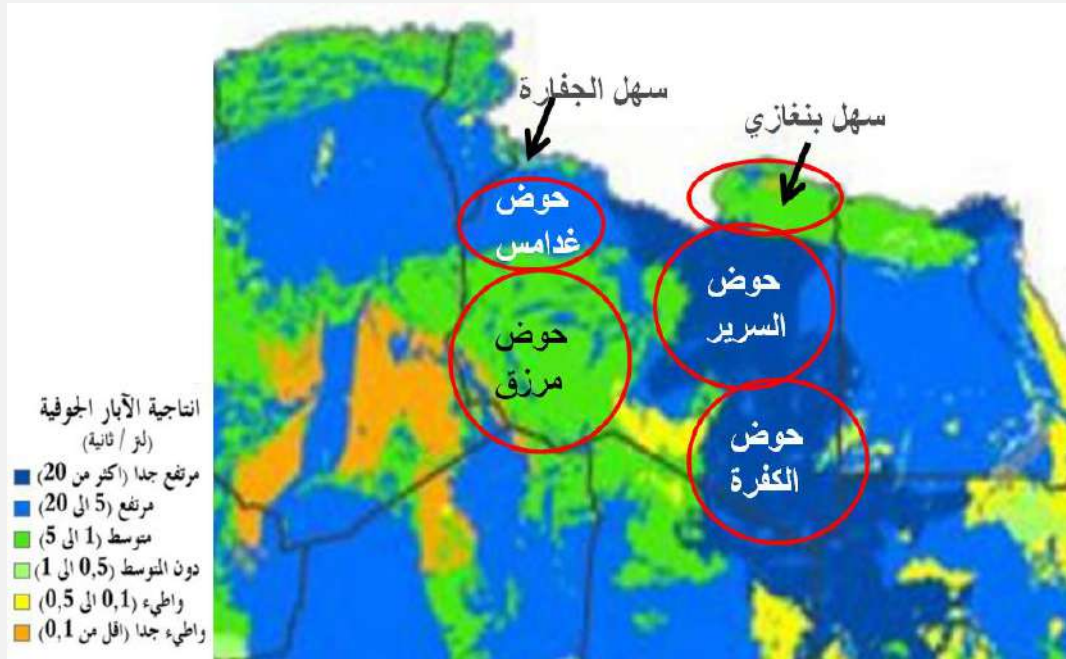 سهل الجفارة
سهل بنغازي
حوض
غدامس
حوض
السرير
حوض
مرزق
حوض
الكفرة
انتاجية الآبار الجوفية
(لتر / ثانية)
مرتفع جدا (اكثر من 20)
مرتفع (5 الى 20)
متوسط (1 الى 5)
دون المتوسط (0,5 الى 1)
واطيء (0,1 الى 0,5)
واطيء جدا (اقل من 0,1)